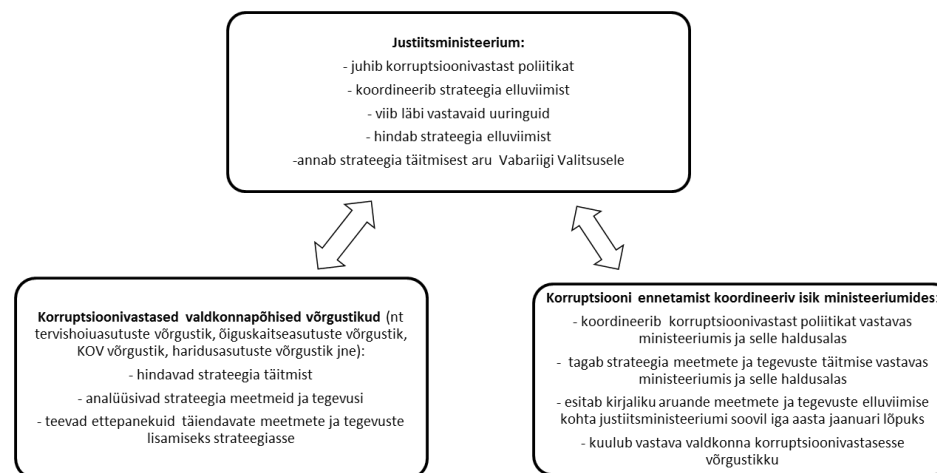 Justiitsministeerium:
- juhib korruptsioonivastast poliitikat
- koordineerib strateegia elluviimist
- viib läbi vastavaid uuringuid
- hindab strateegia elluviimist
-annab strateegia täitmisest aru Vabariigi Valitsusele
Korruptsioonivastased valdkonnapõhised võrgustikud (nt
tervishoiuasutuste võrgustik, õiguskaitseasutuste võrgustik,
KOV võrgustik, haridusasutuste võrgustik jne):
- hindavad strateegia täitmist
- analüüsivad strateegia meetmeid ja tegevusi
- teevad ettepanekuid täiendavate meetmete ja tegevuste
lisamiseks strateegiasse
Korruptsiooni ennetamist koordineeriv isik ministeeriumides:
- koordineerib korruptsioonivastast poliitikat vastavas
ministeeriumis ja selle haldusalas
- tagab strateegia meetmete ja tegevuste täitmise vastavas
ministeeriumis ja selle haldusalas
- esitab kirjaliku aruande meetmete ja tegevuste elluviimise
kohta justiitsministeeriumi soovil iga aasta jaanuari lõpuks
- kuulub vastava valdkonna korruptsioonivastasesse
võrgustikku